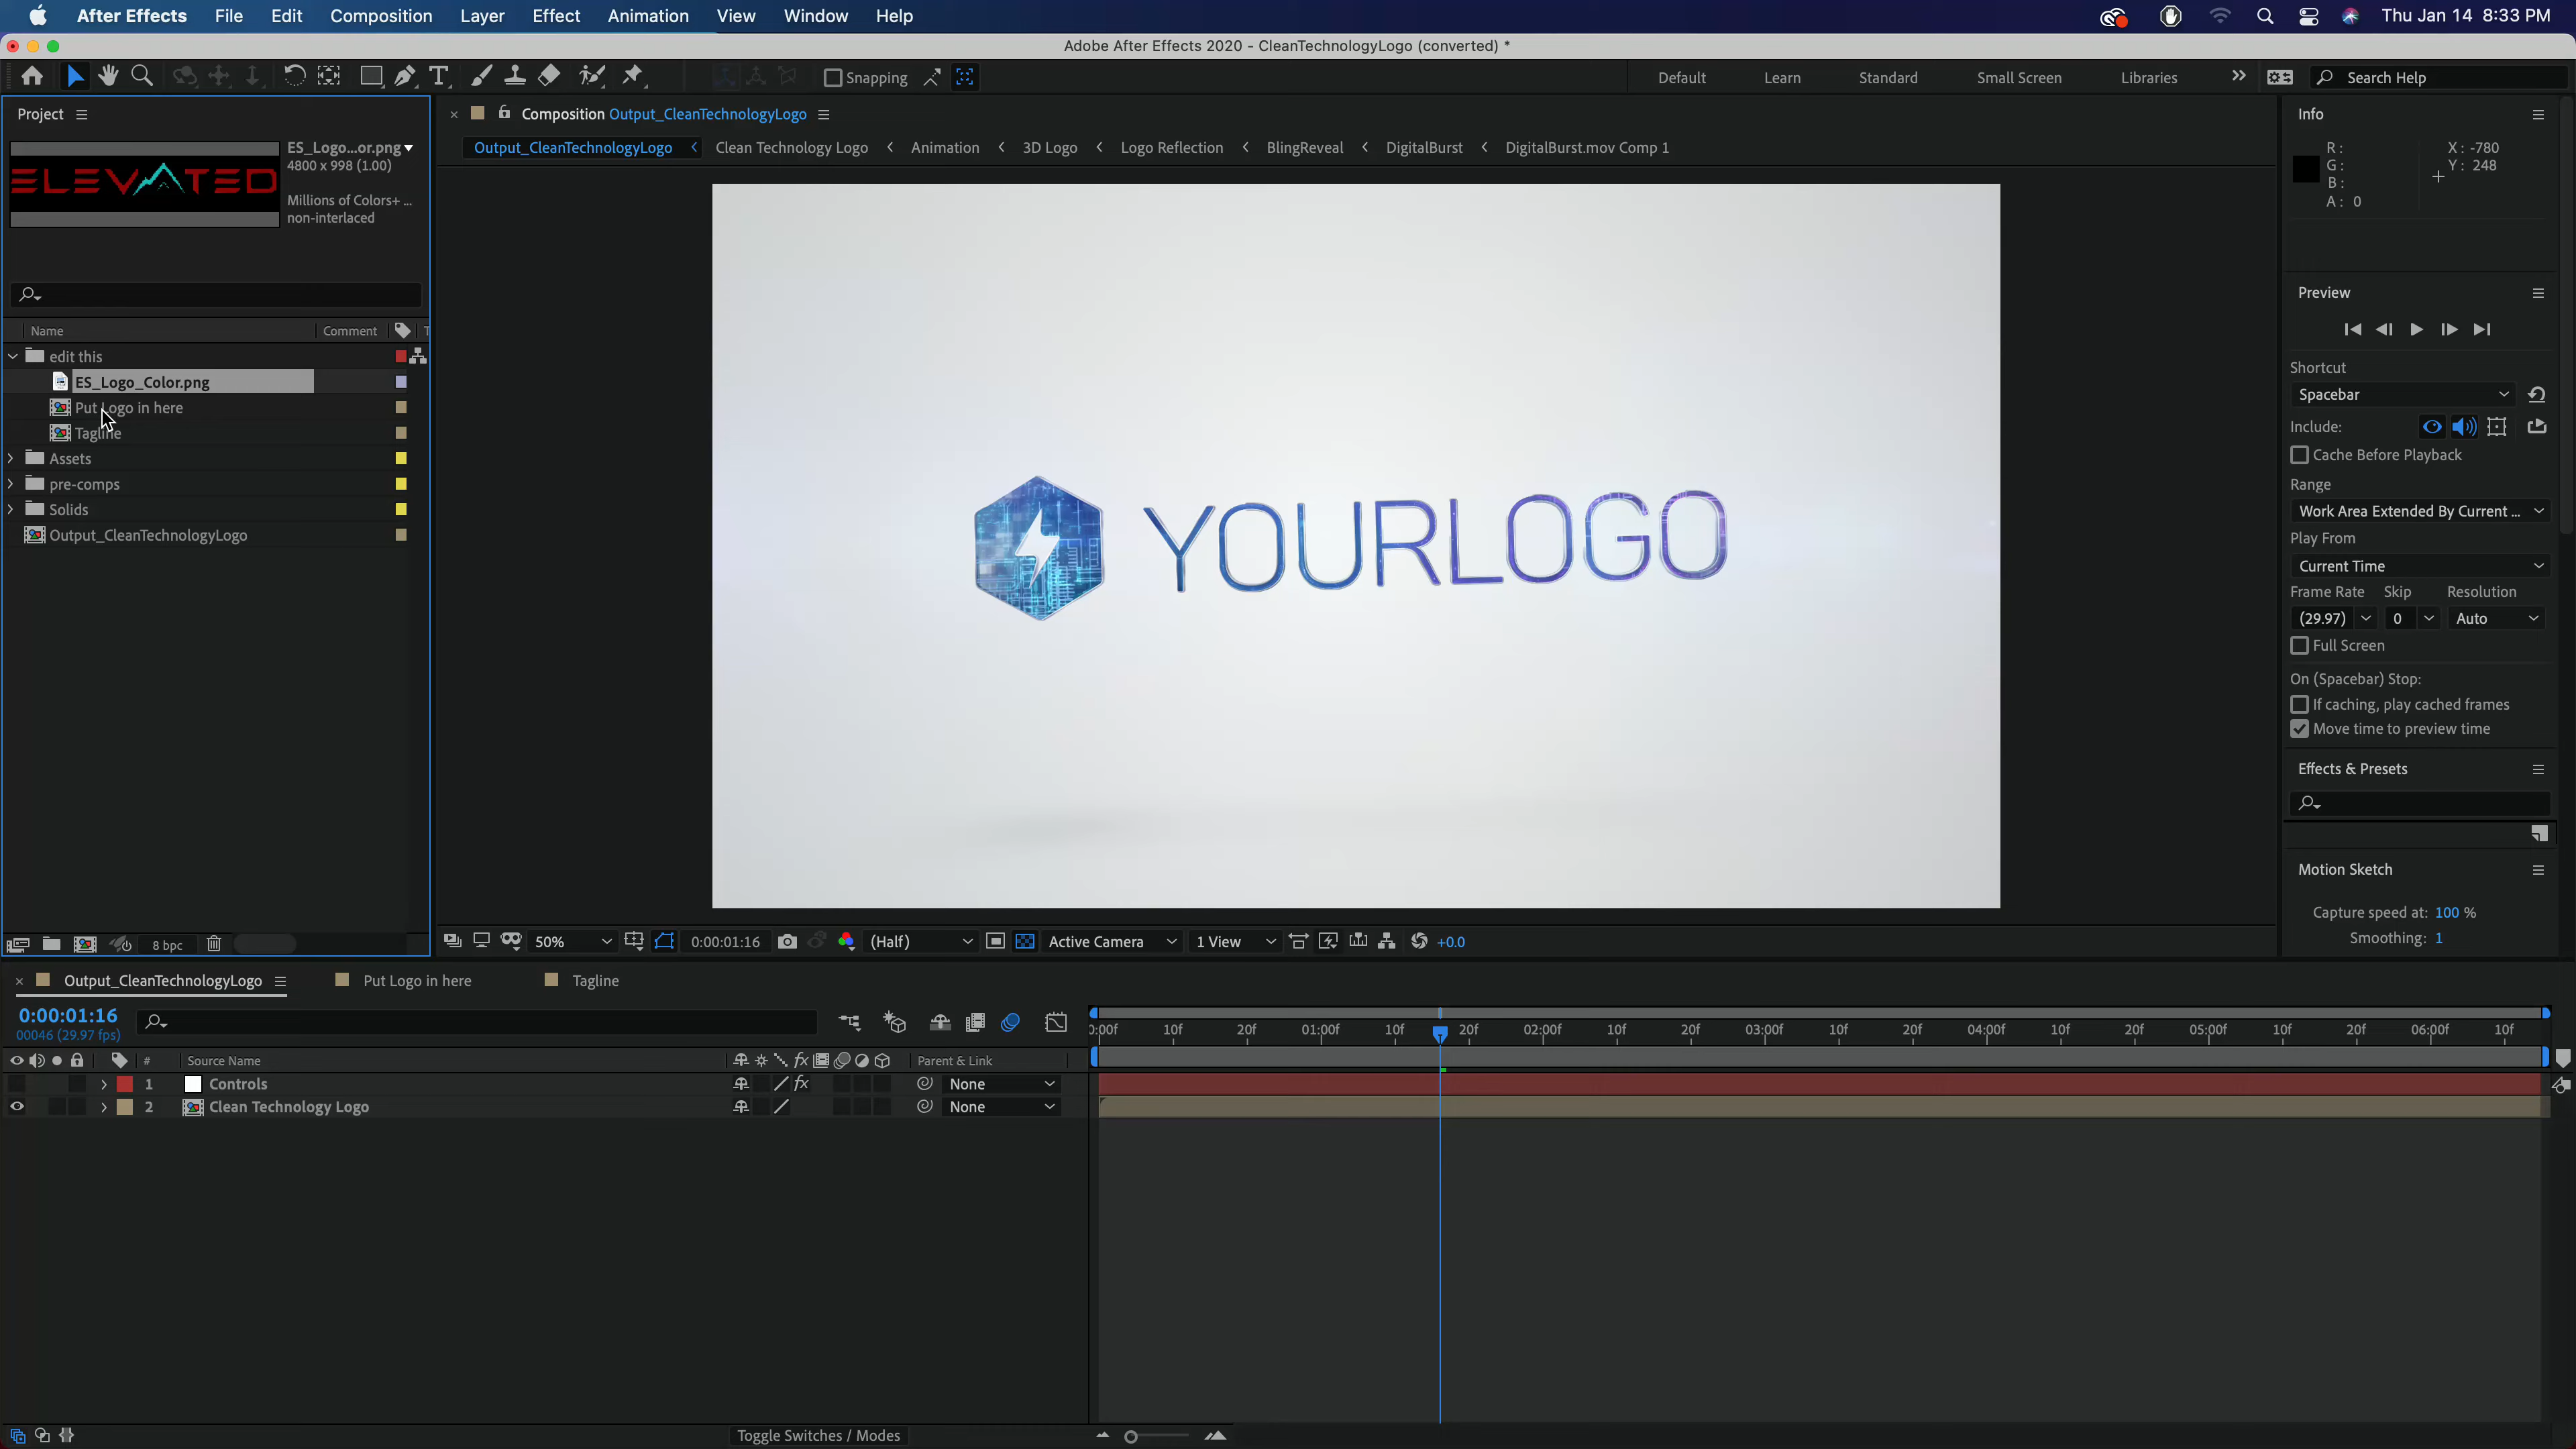 After Effects File Edit Composition Layer Effect Animation View Window Help Thu Jan 14 8:33 PM
Adobe After Effects 2020 - CleanTechnologyLogo (converted) *
Snapping Default Learn Standard Small Screen Libraries Search Help
Project
ES_Logo...or.png
4800 x 998 (1.00)
Millions of Colors+ ...
non-interlaced
ELEVATED
Name Comment T
edit this
ES_Logo_Color.png
Put Logo in here
Tagline
Assets
pre-comps
Solids
Output_CleanTechnologyLogo
8 bpc
Composition Output_CleanTechnologyLogo
Output_CleanTechnologyLogo Clean Technology Logo Animation 3D Logo Logo Reflection BlingReveal DigitalBurst DigitalBurst.mov Comp 1
YOURLOGO
50% 0:00:01:16 (Half) Active Camera 1 View +0.0
Info
R: X: -780
G: Y: 248
B:
A: 0
Preview
Shortcut
Spacebar
Include:
Cache Before Playback
Range
Work Area Extended By Current ...
Play From
Current Time
Frame Rate Skip Resolution
(29.97) 0 Auto
Full Screen
On (Spacebar) Stop:
If caching, play cached frames
Move time to preview time
Effects & Presets
Motion Sketch
Capture speed at: 100 %
Smoothing: 1
Output_CleanTechnologyLogo Put Logo in here Tagline
0:00:01:16
00046 (29.97 fps)
0:00f 10f 20f 01:00f 10f 20f 02:00f 10f 20f 03:00f 10f 20f 04:00f 10f 20f 05:00f 10f 20f 06:00f 10f
# Source Name fx Parent & Link
1 Controls fx None
2 Clean Technology Logo None
Toggle Switches / Modes